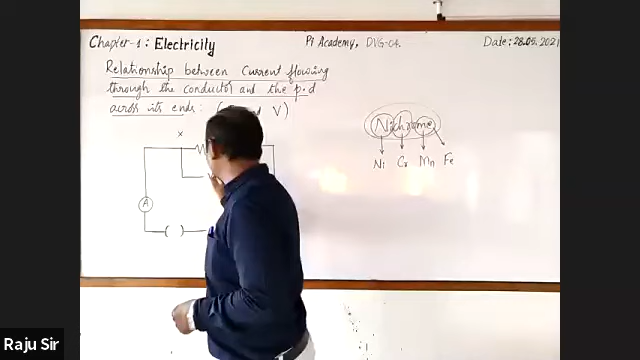 Chapter-1: Electricity
Pi Academy, DVG-04.
Date: 28.05.2021
Relationship between current flowing
through the conductor and the p.d
across its ends: ( V)
Nichrome
Ni Cr Mn Fe
X
A
( )
Raju Sir